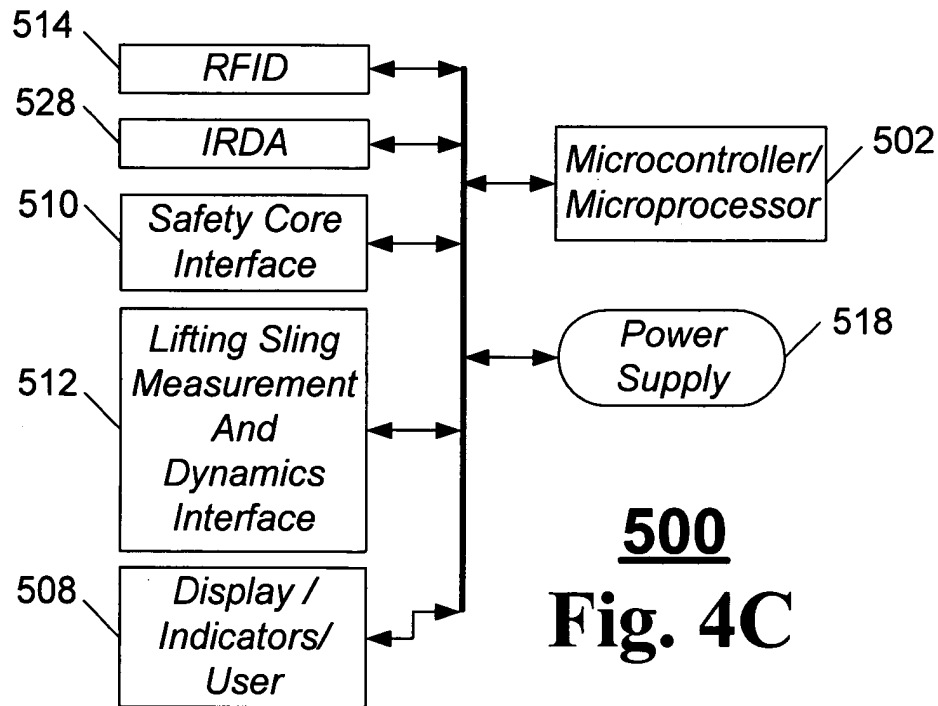 514
RFID
528
IRDA
510
Safety Core
Interface
512
Lifting Sling
Measurement
And
Dynamics
Interface
508
Display /
Indicators/
User
Microcontroller/
Microprocessor
502
Power
Supply
518
500
Fig. 4C